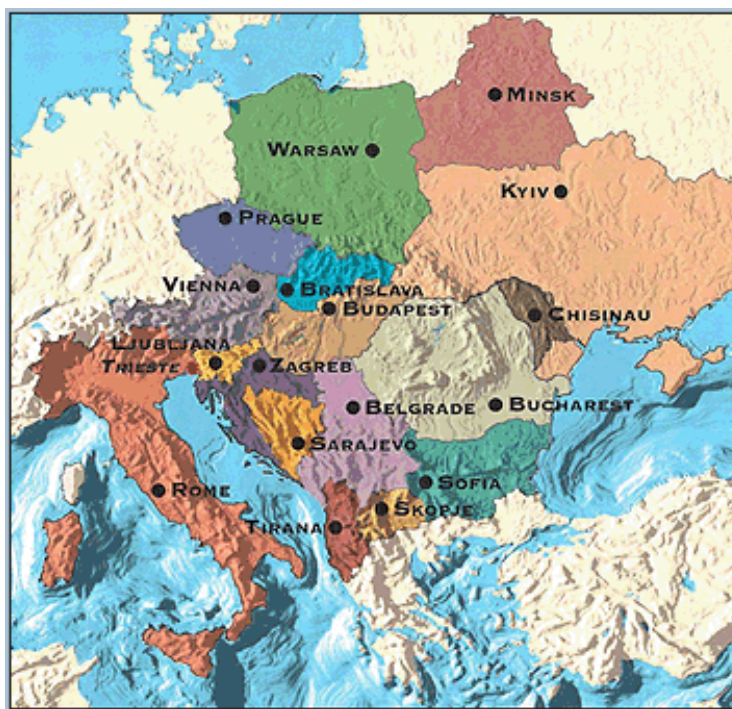 MINSK
WARSAW
KYIV
PRAGUE
VIENNA
BRATISLAVA
BUDAPEST
CHISINAU
LJUBLJANA
TRIESTE
ZAGREB
BELGRADE
BUCHAREST
SARAJEVO
SOFIA
ROME
SKOPJE
TIRANA